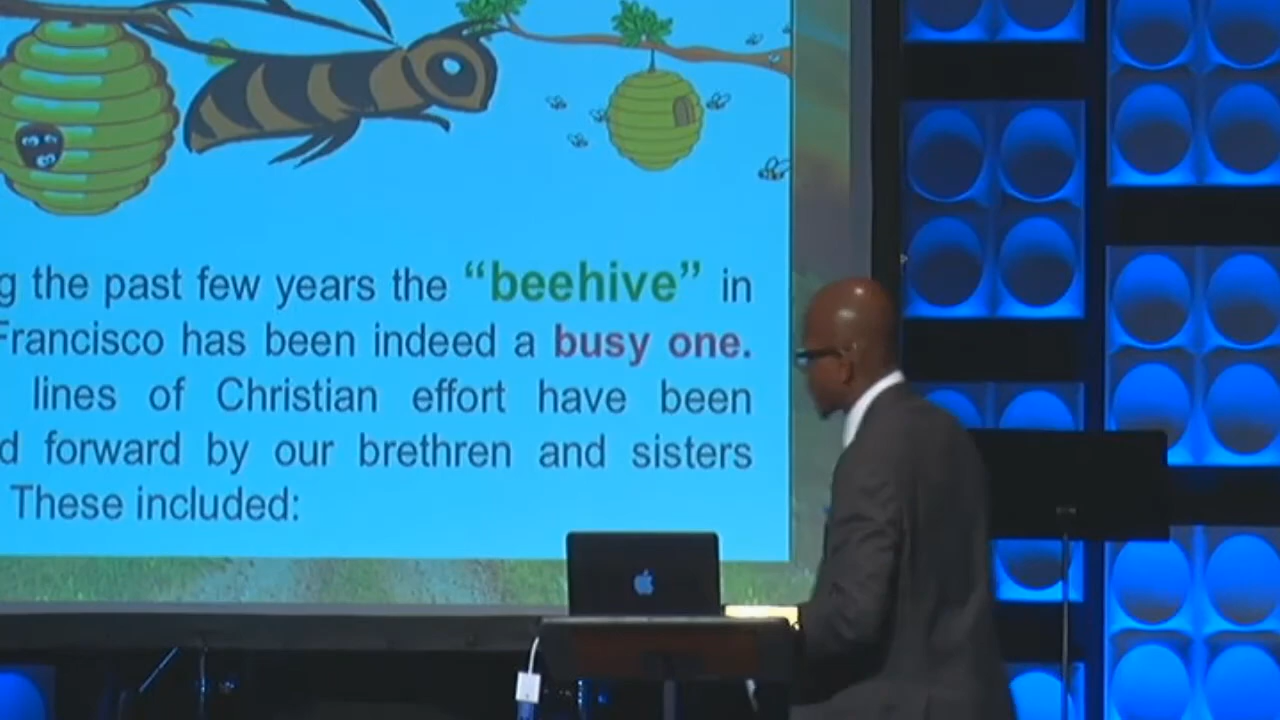 g the past few years the “beehive” in
Francisco has been indeed a busy one.
lines of Christian effort have been
d forward by our brethren and sisters
These included: